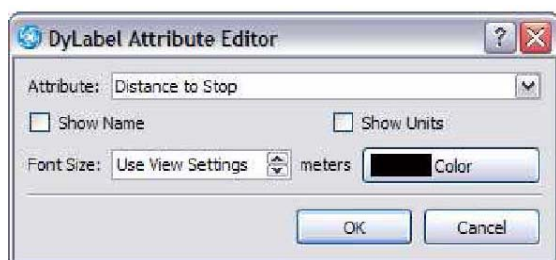 DyLabel Attribute Editor ?
Attribute: Distance to Stop
Show Name Show Units
Font Size: Use View Settings meters Color
OK Cancel